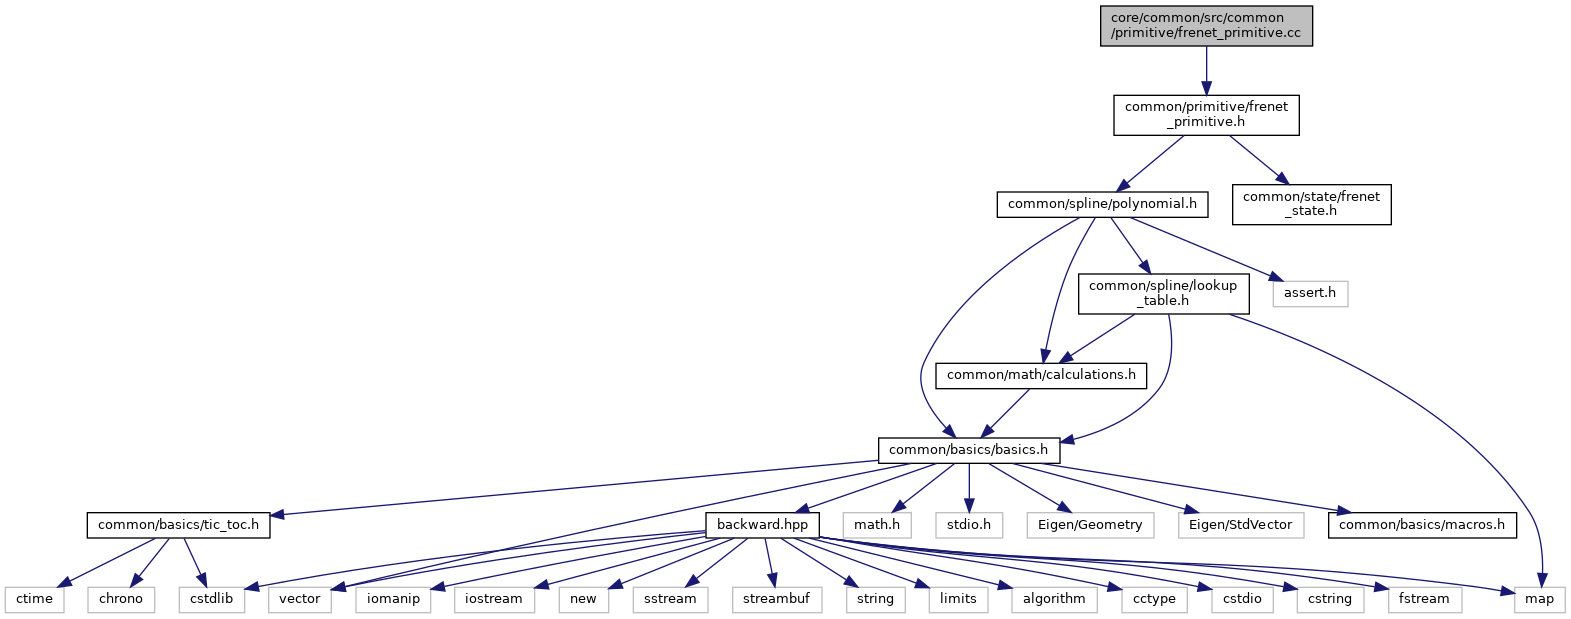 core/common/src/common
/primitive/frenet_primitive.cc
common/primitive/frenet
_primitive.h
common/spline/polynomial.h
common/state/frenet
_state.h
common/spline/lookup
_table.h
assert.h
common/math/calculations.h
common/basics/basics.h
common/basics/tic_toc.h
backward.hpp
math.h
stdio.h
Eigen/Geometry
Eigen/StdVector
common/basics/macros.h
ctime
chrono
cstdlib
vector
iomanip
iostream
new
sstream
streambuf
string
limits
algorithm
cctype
cstdio
cstring
fstream
map